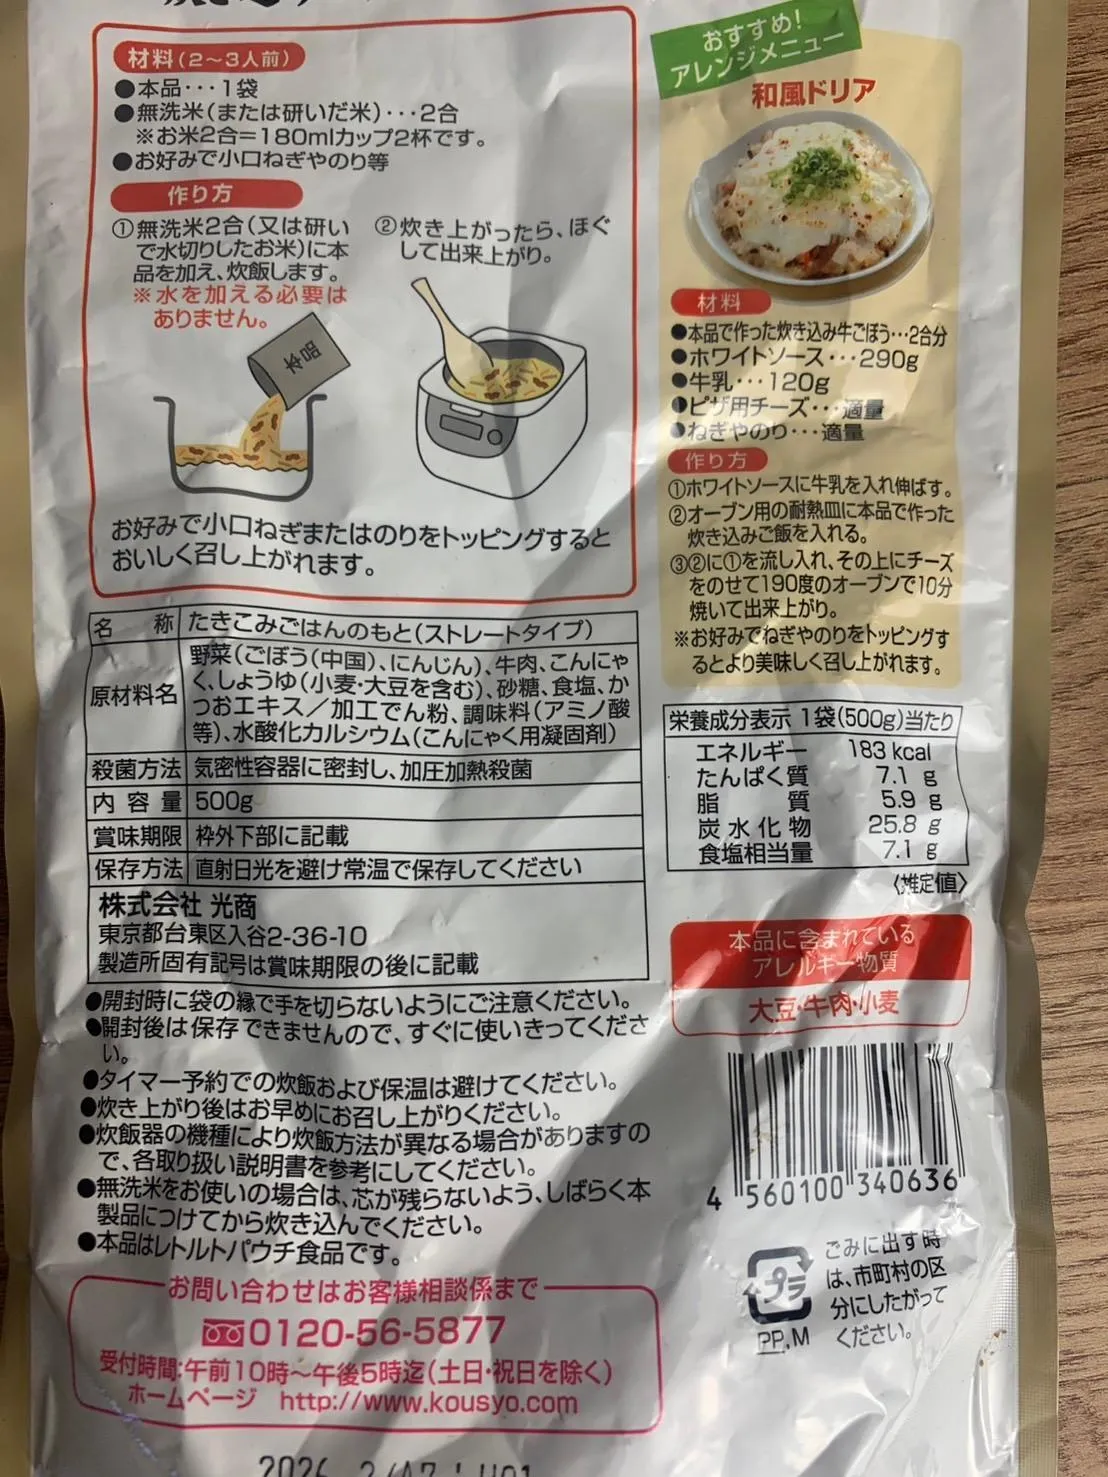 材料(2〜3人前)
●本品・・・1袋
●無洗米(または研いだ米)・・・2合
※お米2合=180mlカップ2杯です。
●お好みで小口ねぎやのり等
作り方
①無洗米2合(又は研い
で水切りしたお米)に本
品を加え、炊飯します。
※水を加える必要は
ありません。
②炊き上がったら、ほぐ
して出来上がり。
本品
お好みで小口ねぎまたはのりをトッピングすると
おいしく召し上がれます。
おすすめ!
アレンジメニュー
和風ドリア
材料
●本品で作った炊き込み牛ごぼう・・・2合分
●ホワイトソース・・・290g
●牛乳・・・120g
●ピザ用チーズ・・・適量
●ねぎやのり・・・適量
作り方
①ホワイトソースに牛乳を入れ伸ばす。
②オーブン用の耐熱皿に本品で作った
炊き込みご飯を入れる。
③②に①を流し入れ、その上にチーズ
をのせて190度のオーブンで10分
焼いて出来上がり。
※お好みでねぎやのりをトッピングす
るとより美味しく召し上がれます。
名称 たきこみごはんのもと(ストレートタイプ)
原材料名 野菜(ごぼう(中国)、にんじん)、牛肉、こんにゃ
く、しょうゆ(小麦・大豆を含む)、砂糖、食塩、か
つおエキス/加工でん粉、調味料(アミノ酸
等)、水酸化カルシウム(こんにゃく用凝固剤)
殺菌方法 気密性容器に密封し、加圧加熱殺菌
内容量 500g
賞味期限 枠外下部に記載
保存方法 直射日光を避け常温で保存してください
株式会社 光商
東京都台東区入谷2-36-10
製造所固有記号は賞味期限の後に記載
栄養成分表示 1袋(500g)当たり
エネルギー 183 kcal
たんぱく質 7.1 g
脂質 5.9 g
炭水化物 25.8 g
食塩相当量 7.1 g
〈推定値〉
本品に含まれている
アレルギー物質
大豆・牛肉・小麦
●開封時に袋の縁で手を切らないようにご注意ください。
●開封後は保存できませんので、すぐに使いきってくださ
い。
●タイマー予約での炊飯および保温は避けてください。
●炊き上がり後はお早めにお召し上がりください。
●炊飯器の機種により炊飯方法が異なる場合がありますの
で、各取り扱い説明書を参考にしてください。
●無洗米をお使いの場合は、芯が残らないよう、しばらく本
製品につけてから炊き込んでください。
●本品はレトルトパウチ食品です。
4 560100 340636
プラ
PP,M
ごみに出す時
は、市町村の区
分にしたがって
ください。
お問い合わせはお客様相談係まで
0120-56-5877
受付時間:午前10時〜午後5時迄(土日・祝日を除く)
ホームページ http://www.kousyo.com